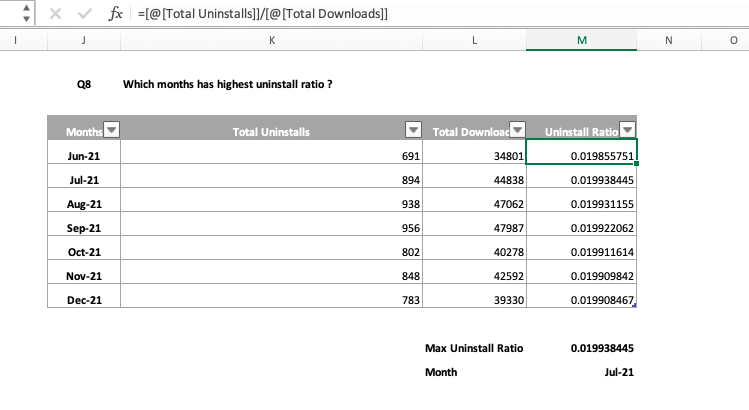 fx =[@[Total Uninstalls]]/[@[Total Downloads]]
I J K L M N O
Q8 Which months has highest uninstall ratio ?
Months Total Uninstalls Total Downloac Uninstall Ratio
Jun-21 691 34801 0.019855751
Jul-21 894 44838 0.019938445
Aug-21 938 47062 0.019931155
Sep-21 956 47987 0.019922062
Oct-21 802 40278 0.019911614
Nov-21 848 42592 0.019909842
Dec-21 783 39330 0.019908467
Max Uninstall Ratio 0.019938445
Month Jul-21